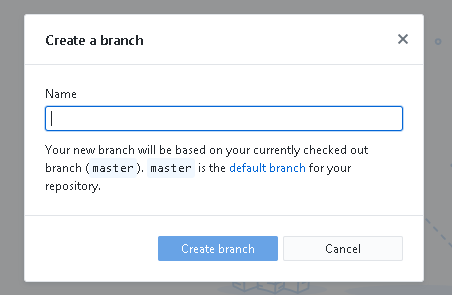 Create a branch
Name
Your new branch will be based on your currently checked out
branch (master). master is the default branch for your
repository.
Create branch
Cancel